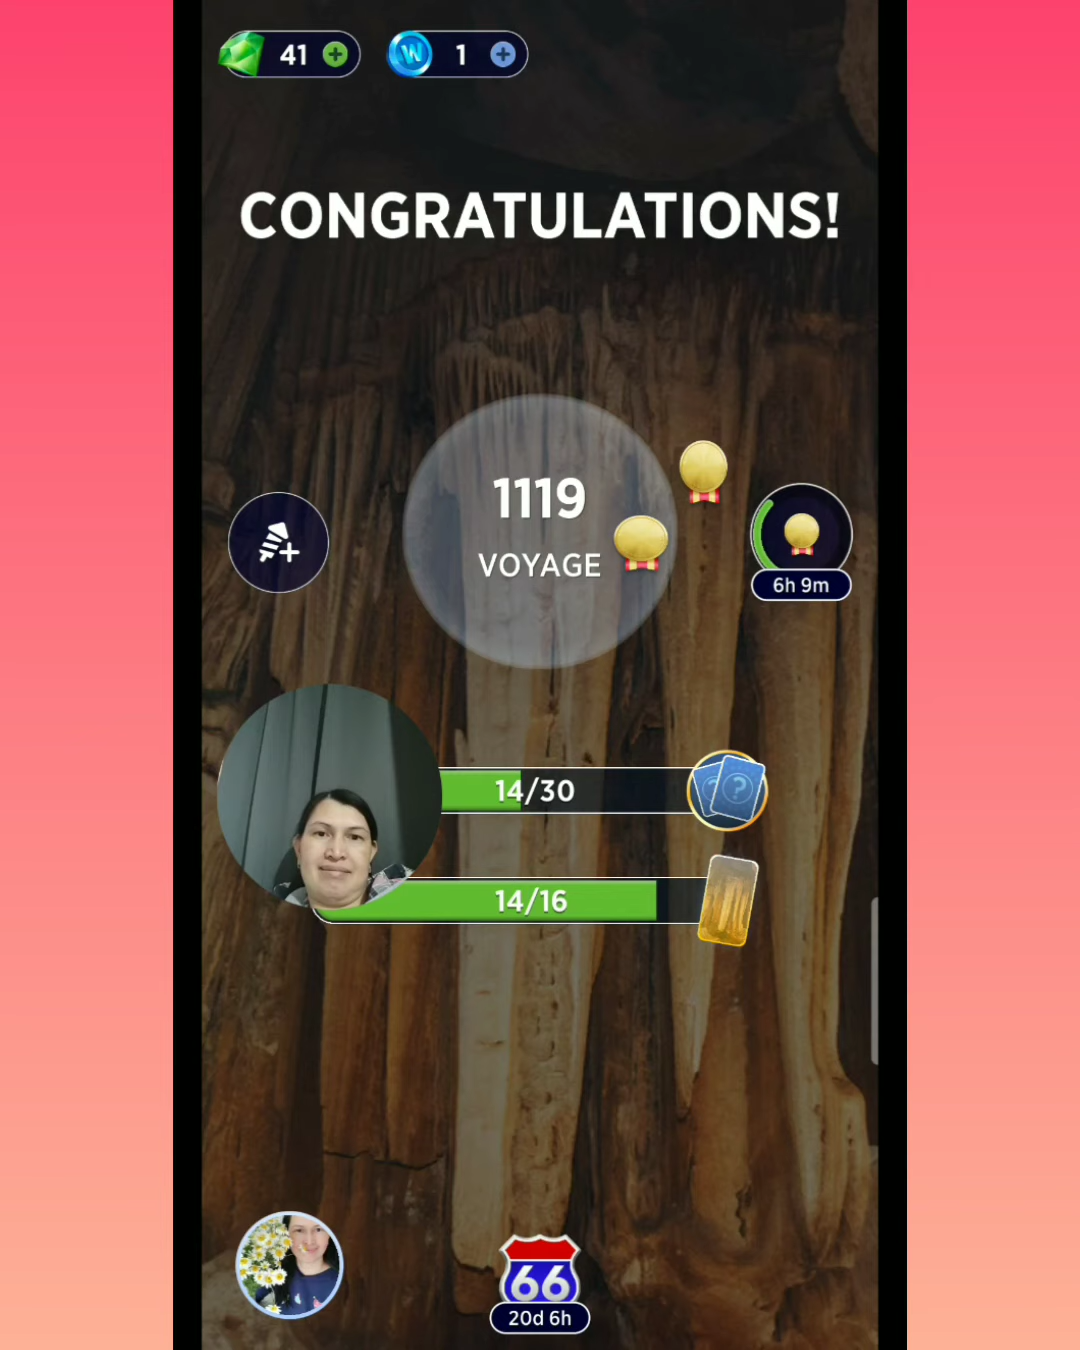 41
W 1
CONGRATULATIONS!
1119
VOYAGE
6h 9m
14/30
?
14/16
66
20d 6h